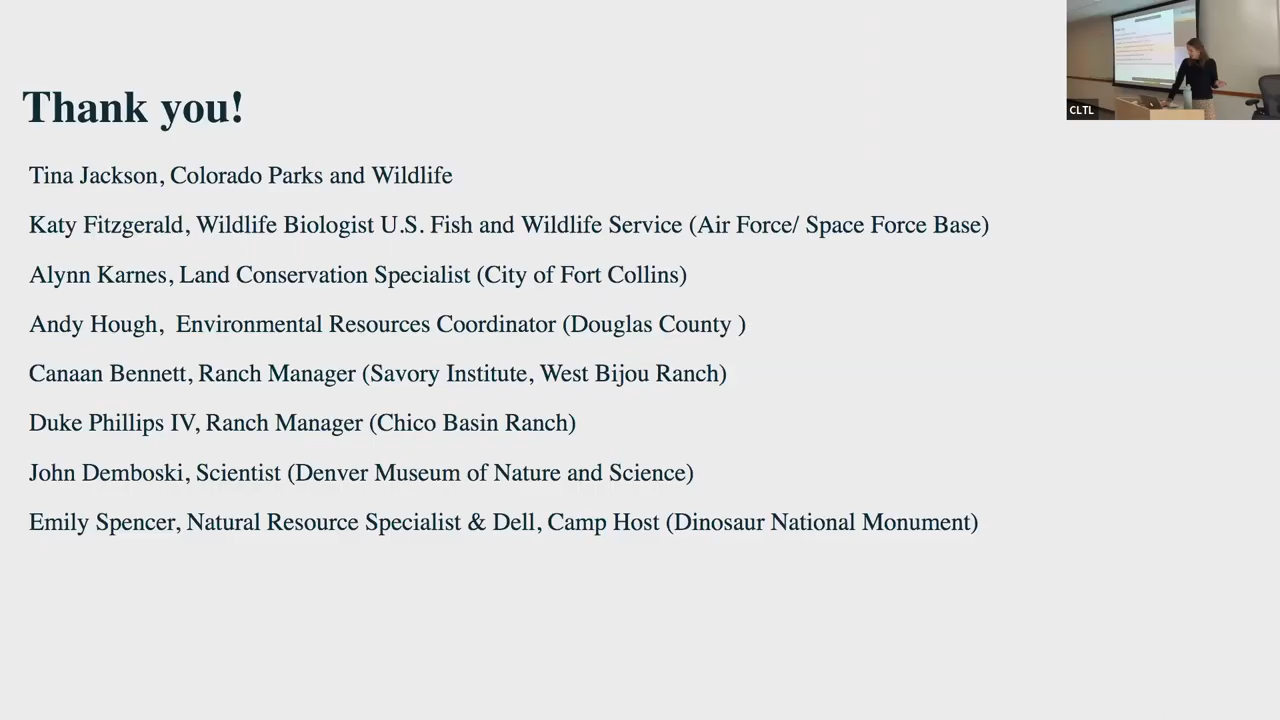 Thank you!
CLTL
Tina Jackson, Colorado Parks and Wildlife
Katy Fitzgerald, Wildlife Biologist U.S. Fish and Wildlife Service (Air Force/ Space Force Base)
Alynn Karnes, Land Conservation Specialist (City of Fort Collins)
Andy Hough,  Environmental Resources Coordinator (Douglas County )
Canaan Bennett, Ranch Manager (Savory Institute, West Bijou Ranch)
Duke Phillips IV, Ranch Manager (Chico Basin Ranch)
John Demboski, Scientist (Denver Museum of Nature and Science)
Emily Spencer, Natural Resource Specialist & Dell, Camp Host (Dinosaur National Monument)